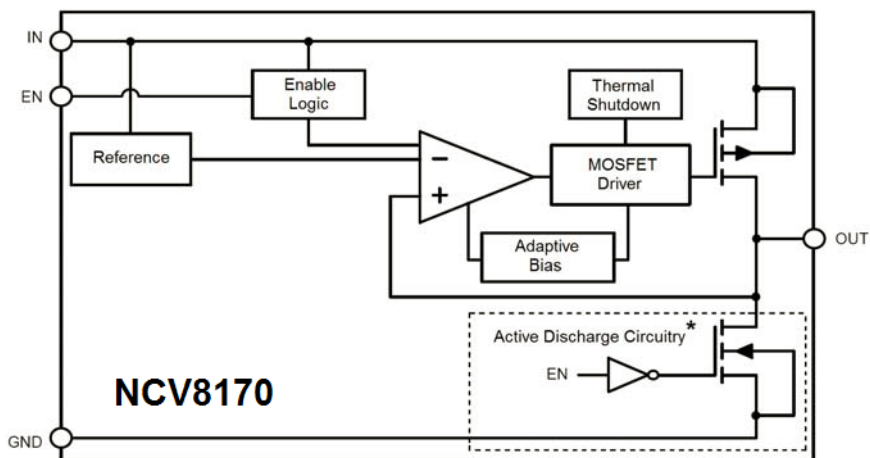 IN
EN
Enable
Logic
Thermal
Shutdown
Reference
−
+
MOSFET
Driver
Adaptive
Bias
OUT
Active Discharge Circuitry*
EN
NCV8170
GND